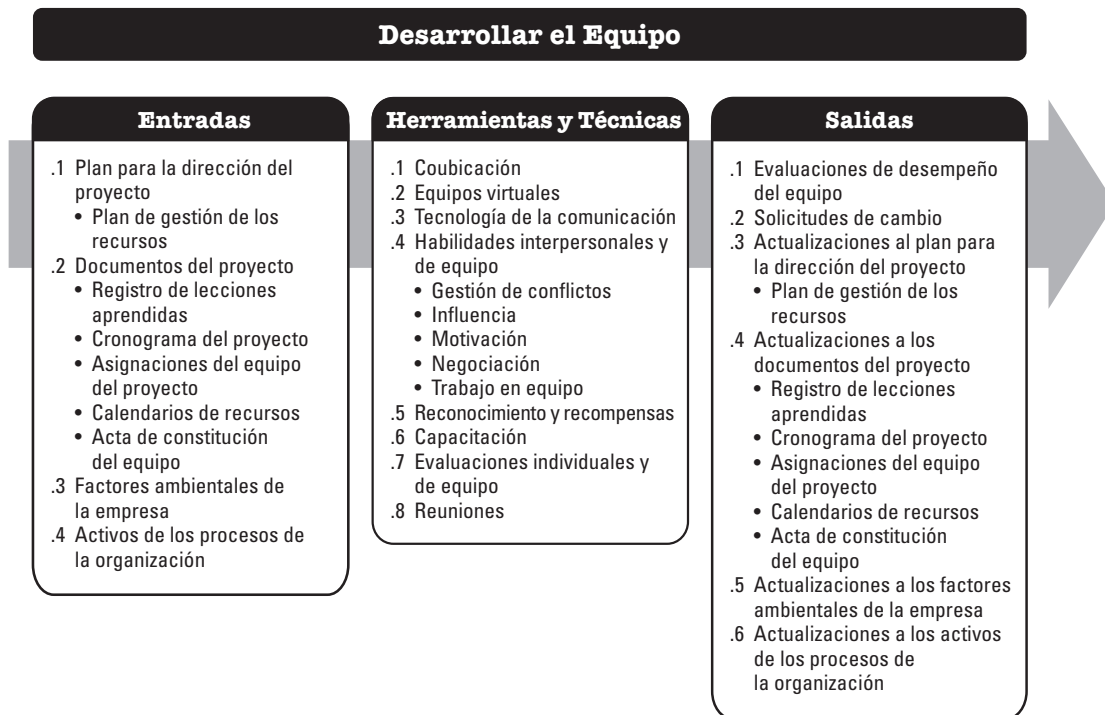 Desarrollar el Equipo
Entradas
.1 Plan para la dirección del
proyecto
• Plan de gestión de los
recursos
.2 Documentos del proyecto
• Registro de lecciones
aprendidas
• Cronograma del proyecto
• Asignaciones del equipo
del proyecto
• Calendarios de recursos
• Acta de constitución
del equipo
.3 Factores ambientales de
la empresa
.4 Activos de los procesos de
la organización
Herramientas y Técnicas
.1 Coubicación
.2 Equipos virtuales
.3 Tecnología de la comunicación
.4 Habilidades interpersonales y
de equipo
• Gestión de conflictos
• Influencia
• Motivación
• Negociación
• Trabajo en equipo
.5 Reconocimiento y recompensas
.6 Capacitación
.7 Evaluaciones individuales y
de equipo
.8 Reuniones
Salidas
.1 Evaluaciones de desempeño
del equipo
.2 Solicitudes de cambio
.3 Actualizaciones al plan para
la dirección del proyecto
• Plan de gestión de los
recursos
.4 Actualizaciones a los
documentos del proyecto
• Registro de lecciones
aprendidas
• Cronograma del proyecto
• Asignaciones del equipo
del proyecto
• Calendarios de recursos
• Acta de constitución
del equipo
.5 Actualizaciones a los factores
ambientales de la empresa
.6 Actualizaciones a los activos
de los procesos de
la organización